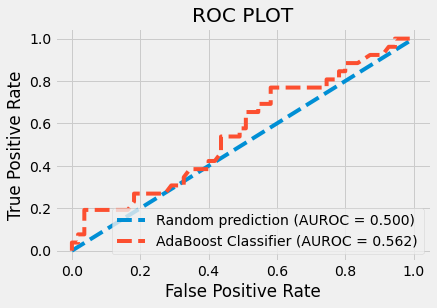 ROC PLOT
True Positive Rate
1.0
0.8
0.6
0.4
0.2
0.0
Random prediction (AUROC = 0.500)
AdaBoost Classifier (AUROC = 0.562)
0.0 0.2 0.4 0.6 0.8 1.0
False Positive Rate